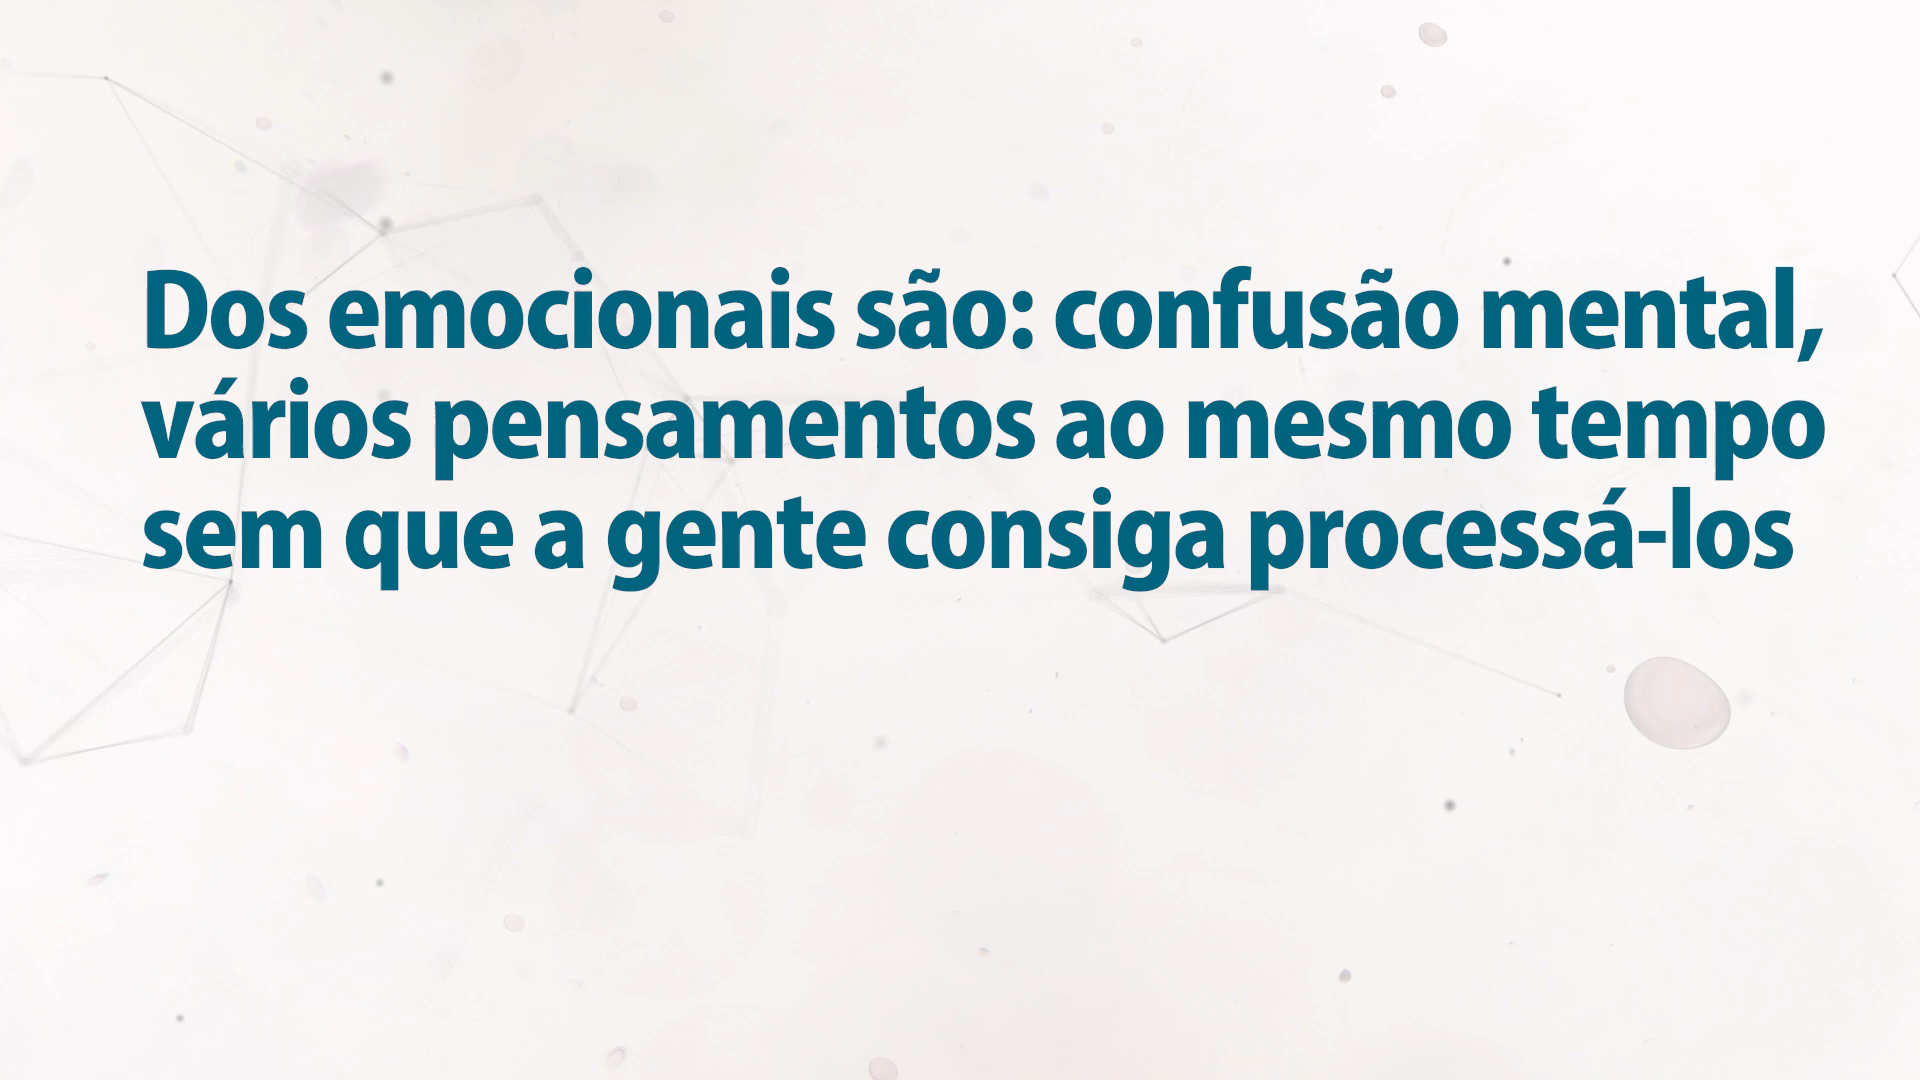 Dos emocionais são: confusão mental,
vários pensamentos ao mesmo tempo
sem que a gente consiga processá-los